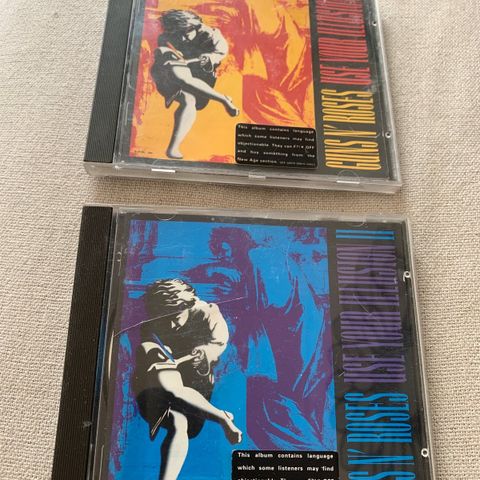 This album contains language
which some listeners may find
objectionable. They can F?!# OFF
and buy something from the
New Age section.
GUNS N' ROSES
USE YOUR ILLUSION
This album contains language
which some listeners may find
USE YOUR ILLUSION II
S N' ROSES